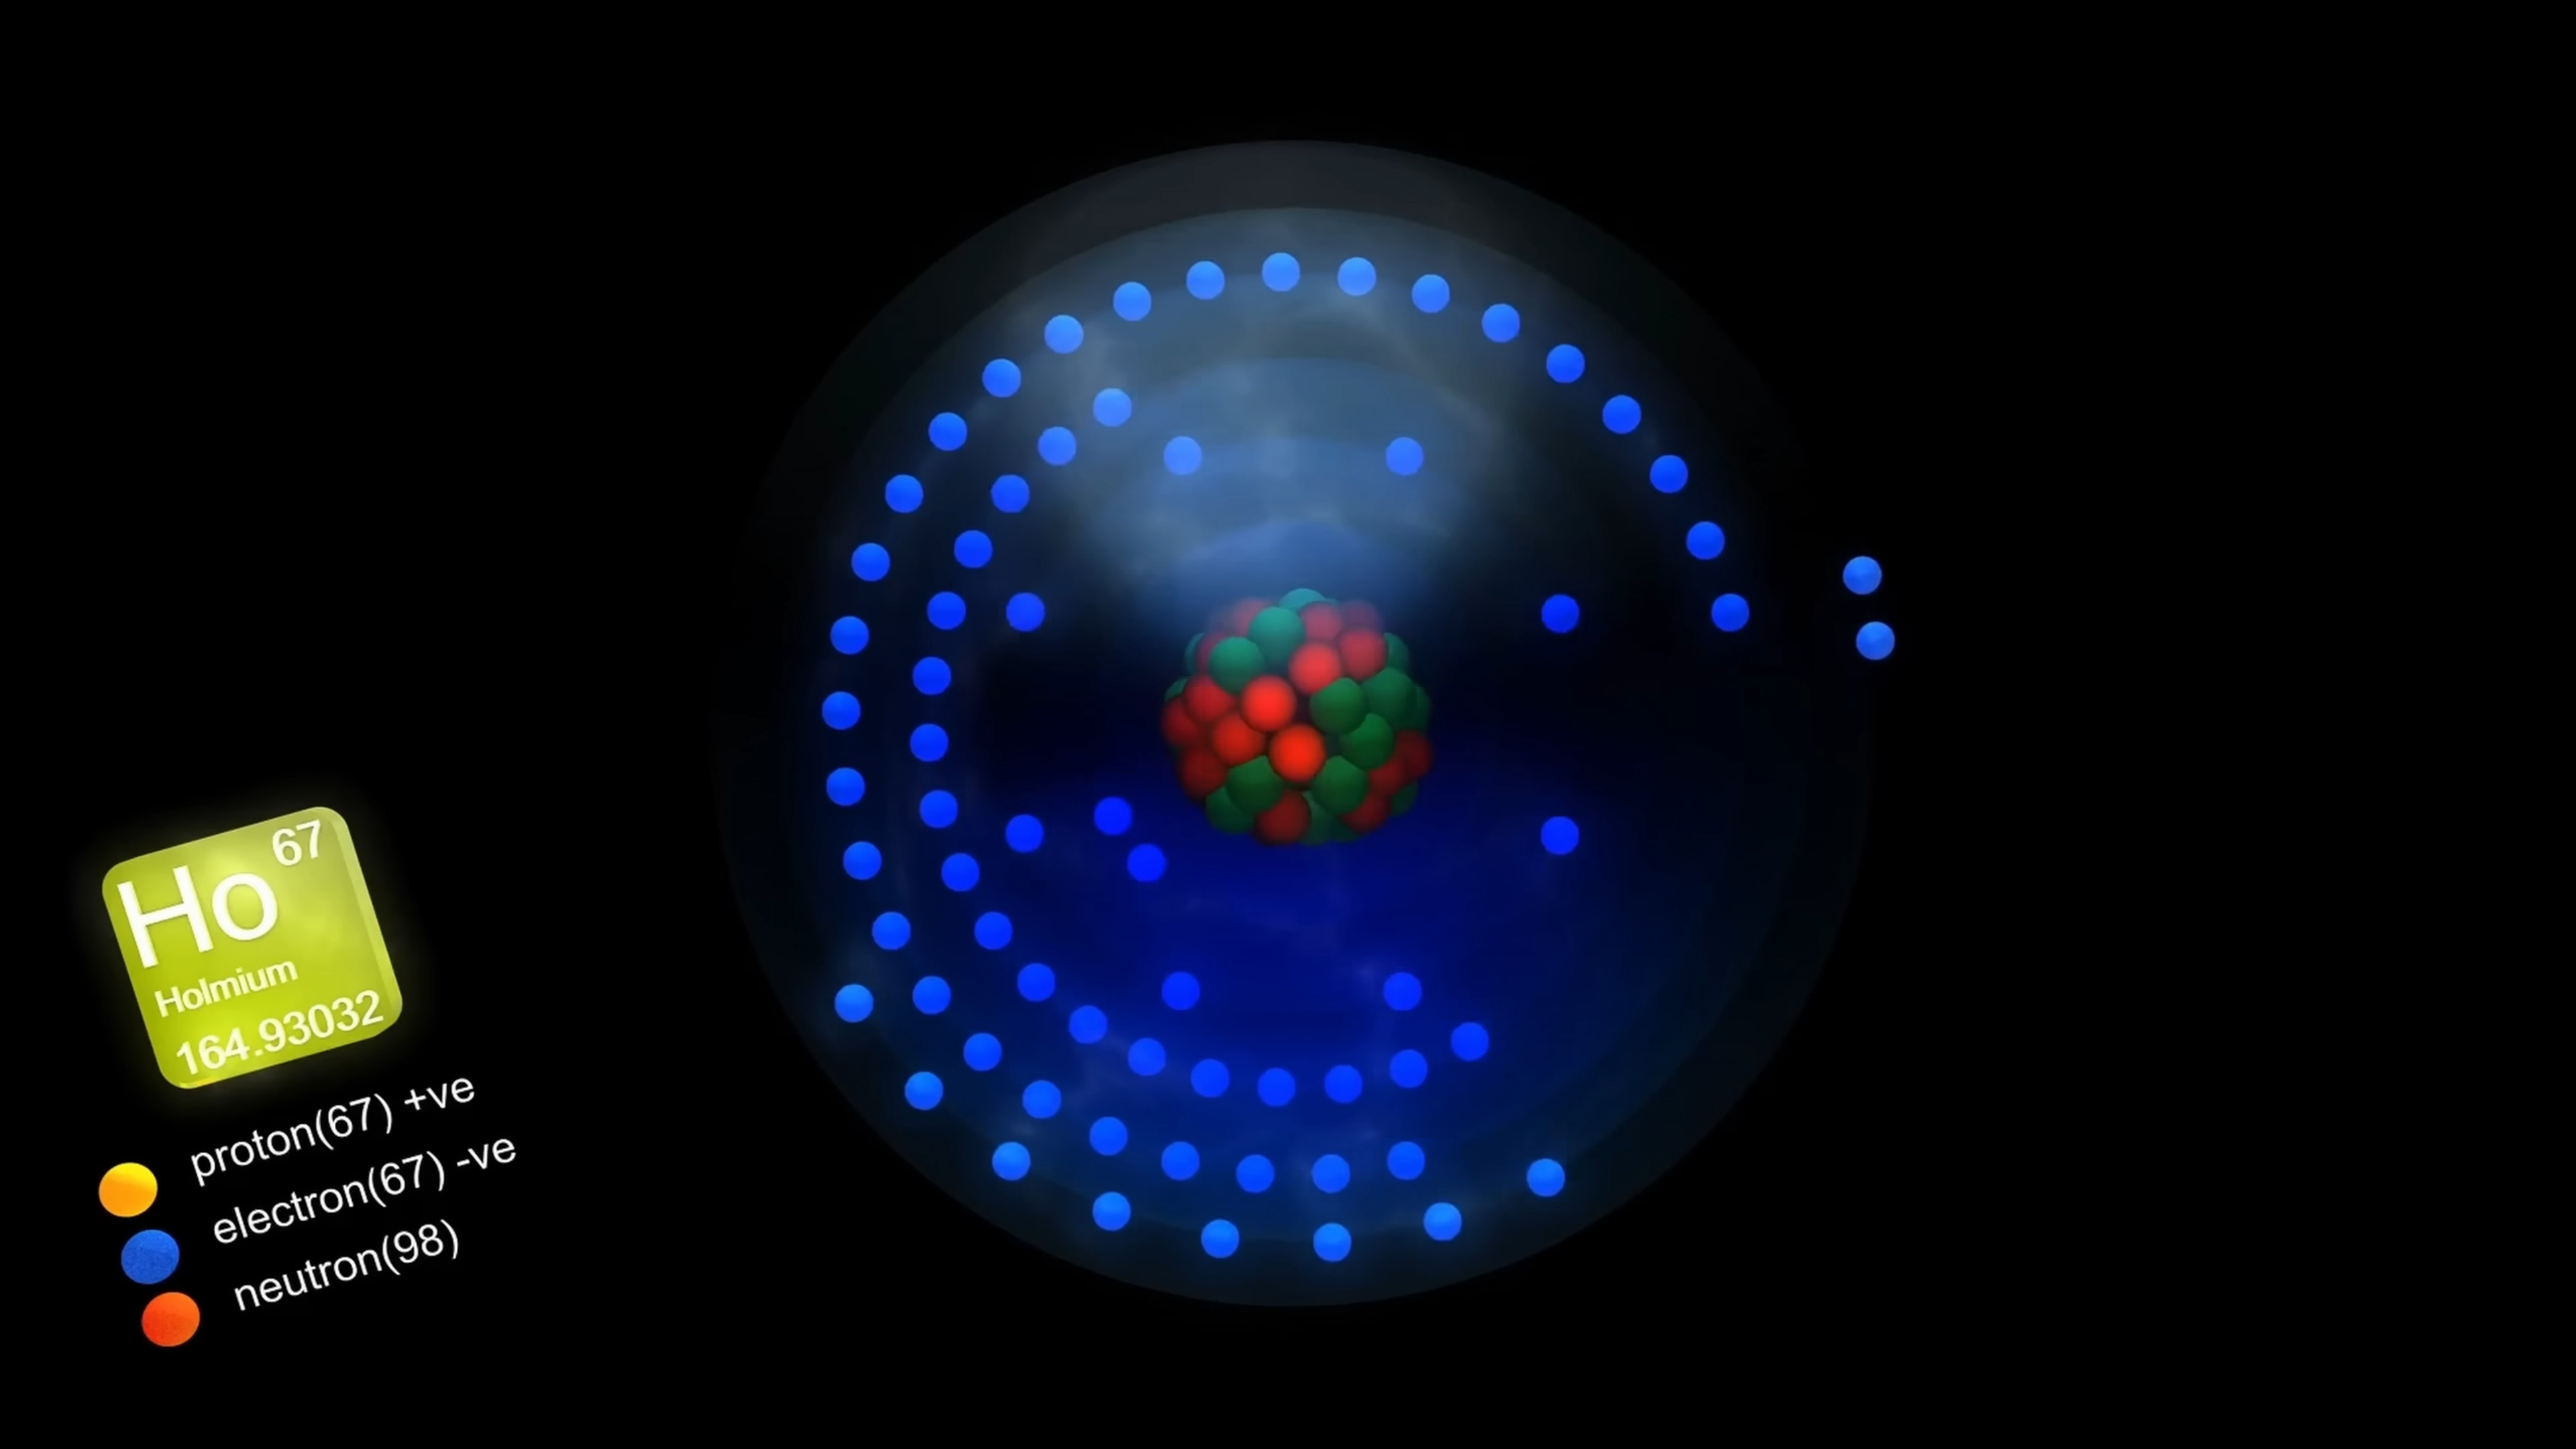 67
Ho
Holmium
164.93032
proton(67) +ve
electron(67) -ve
neutron(98)